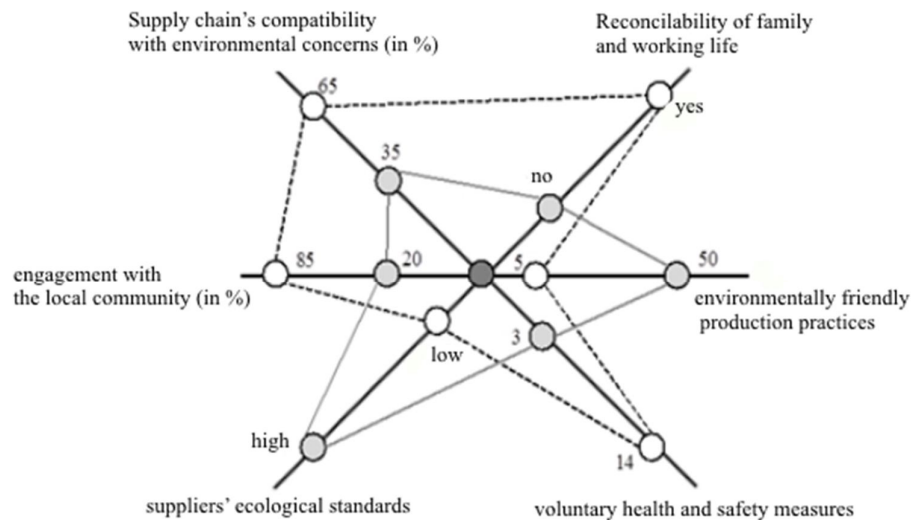 Supply chain's compatibility
with environmental concerns (in %)
Reconcilability of family
and working life
65
yes
35
no
85
20
5
50
engagement with
the local community (in %)
environmentally friendly
production practices
low
3
high
14
suppliers' ecological standards
voluntary health and safety measures